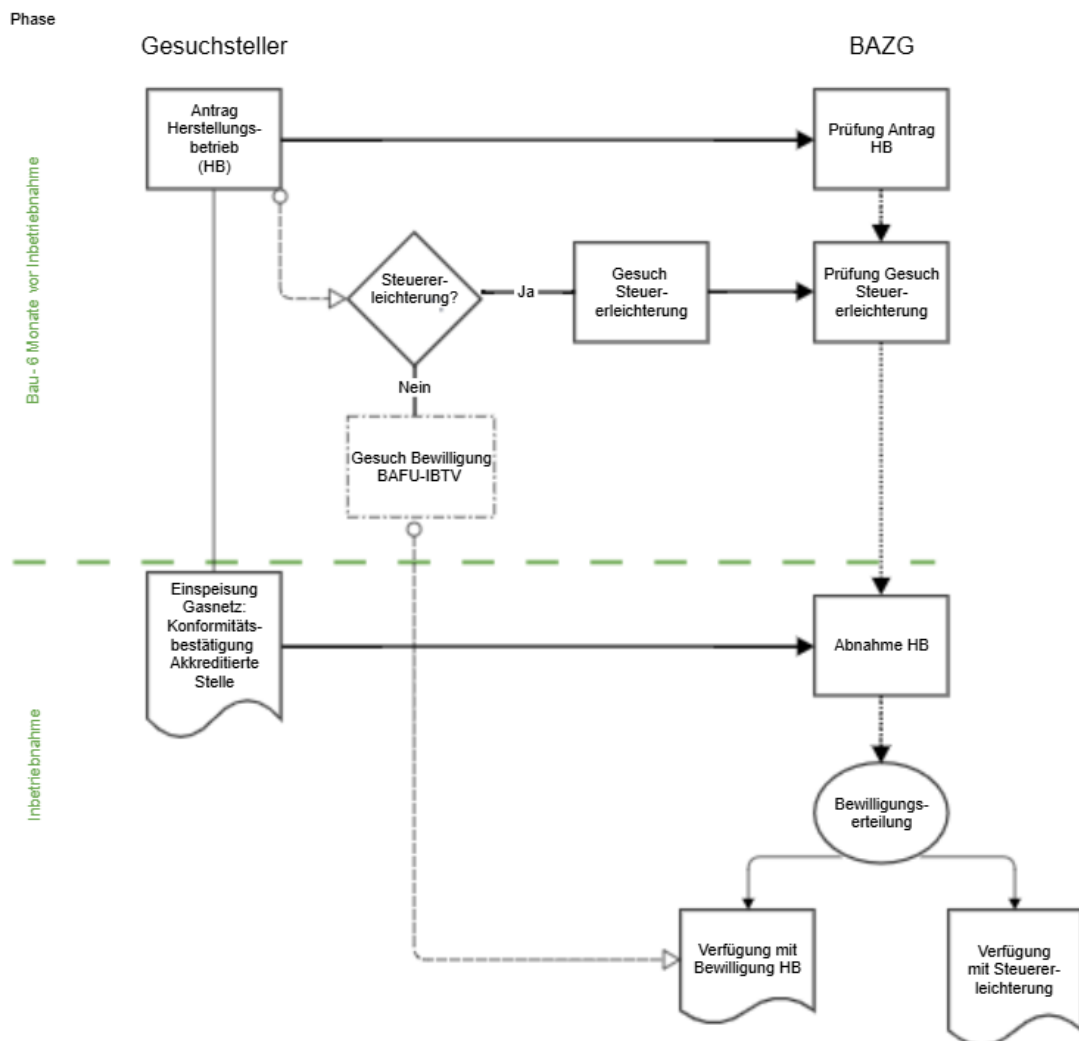 Phase
Gesuchsteller
BAZG
Antrag
Herstellungs-
betrieb
(HB)
Prüfung Antrag
HB
Bau - 6 Monate vor Inbetriebnahme
Steuerer-
leichterung?
Ja
Gesuch
Steuer-
erleichterung
Prüfung Gesuch
Steuer-
erleichterung
Nein
Gesuch Bewilligung
BAFU-IBTV
Einspeisung
Gasnetz:
Konformitäts-
bestätigung
Akkreditierte
Stelle
Abnahme HB
Inbetriebnahme
Bewilligungs-
erteilung
Verfügung mit
Bewilligung HB
Verfügung
mit Steuerer-
leichterung